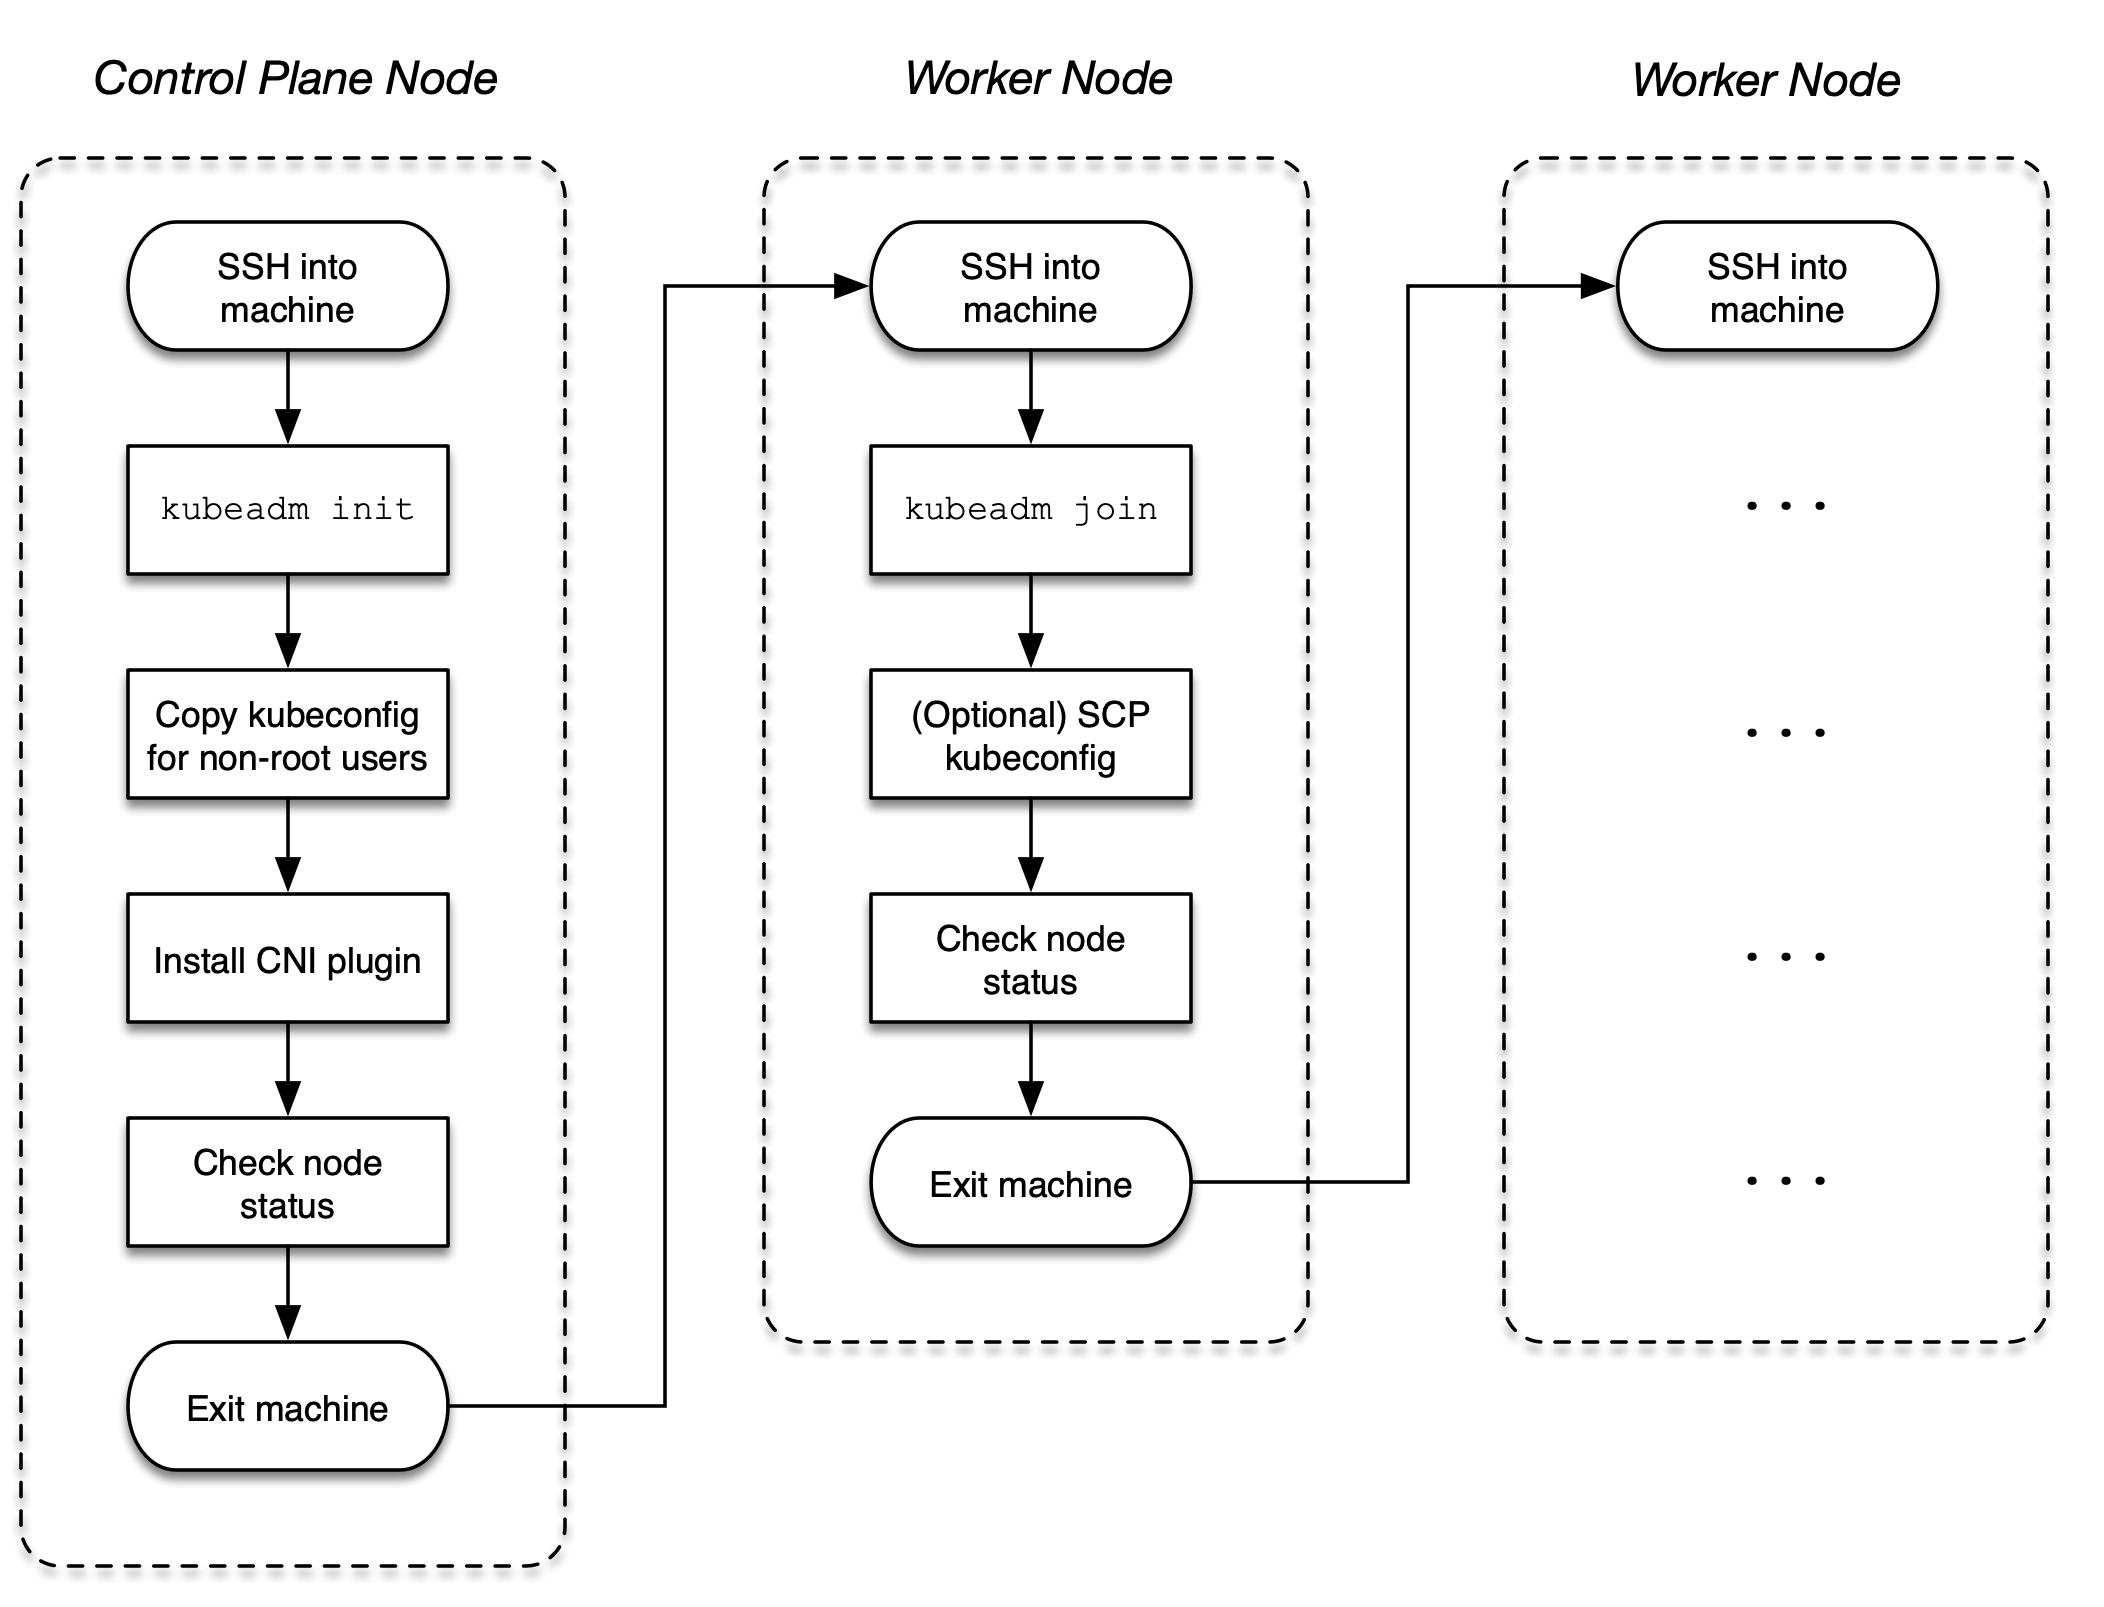 Control Plane Node
SSH into
machine
kubeadm init
Copy kubeconfig
for non-root users
Install CNI plugin
Check node
status
Exit machine
Worker Node
SSH into
machine
kubeadm join
(Optional) SCP
kubeconfig
Check node
status
Exit machine
Worker Node
SSH into
machine
. . .
. . .
. . .
. . .